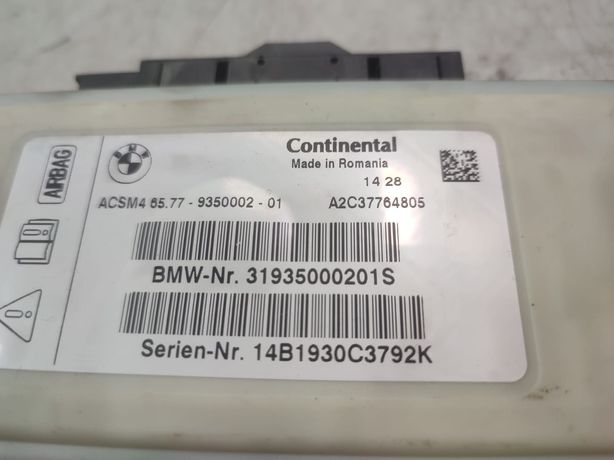 AIRBAG
BMW
Continental
Made in Romania
14 28
ACSM4 65.77 - 9350002 - 01 A2C37764805
BMW-Nr. 31935000201S
Serien-Nr. 14B1930C3792K